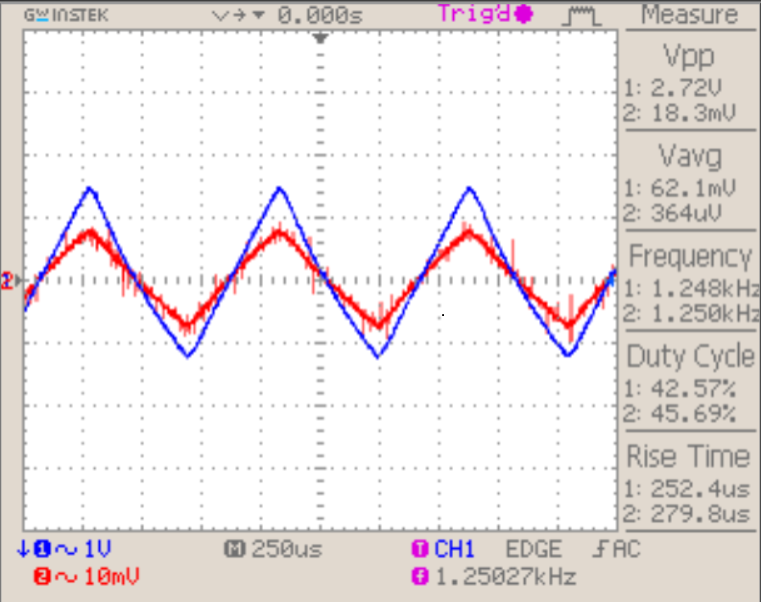 GW INSTEK 0.000s Trig'd Measure
Vpp
1: 2.72V
2: 18.3mV
Vavg
1: 62.1mV
2: 364uV
Frequency
1: 1.248kHz
2: 1.250kHz
Duty Cycle
1: 42.57%
2: 45.69%
Rise Time
1: 252.4us
2: 279.8us
1 ~ 1V M 250us T CH1 EDGE AC
2 ~ 10mV f 1.25027kHz